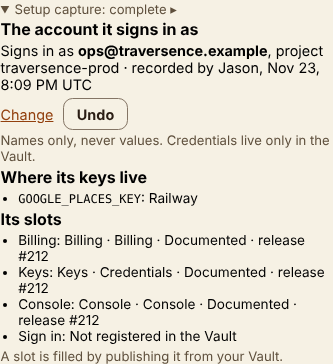 ▼ Setup capture: complete ▸
The account it signs in as
Signs in as ops@traversence.example, project
traversence-prod · recorded by Jason, Nov 23,
8:09 PM UTC
Change Undo
Names only, never values. Credentials live only in the
Vault.
Where its keys live
• GOOGLE_PLACES_KEY: Railway
Its slots
• Billing: Billing · Billing · Documented · release
#212
• Keys: Keys · Credentials · Documented · release
#212
• Console: Console · Console · Documented ·
release #212
• Sign in: Not registered in the Vault
A slot is filled by publishing it from your Vault.